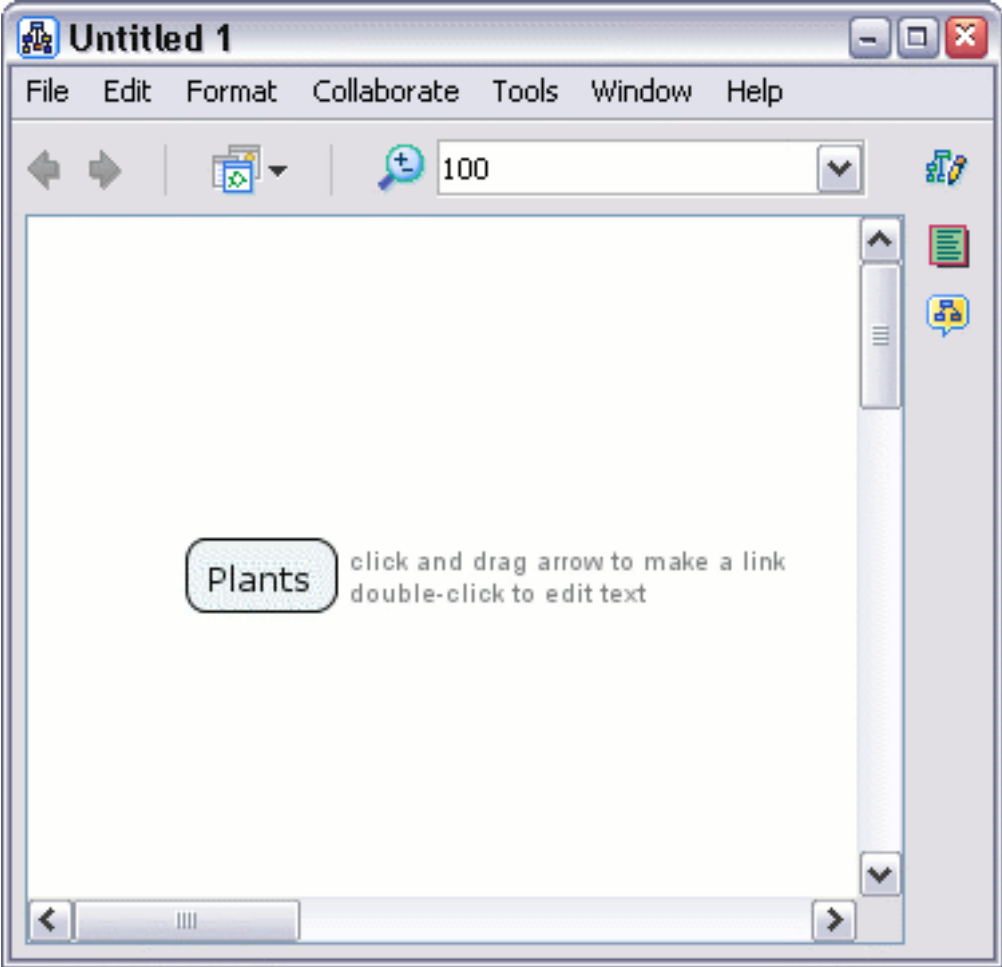 Untitled 1
File Edit Format Collaborate Tools Window Help
100
Plants
click and drag arrow to make a link
double-click to edit text